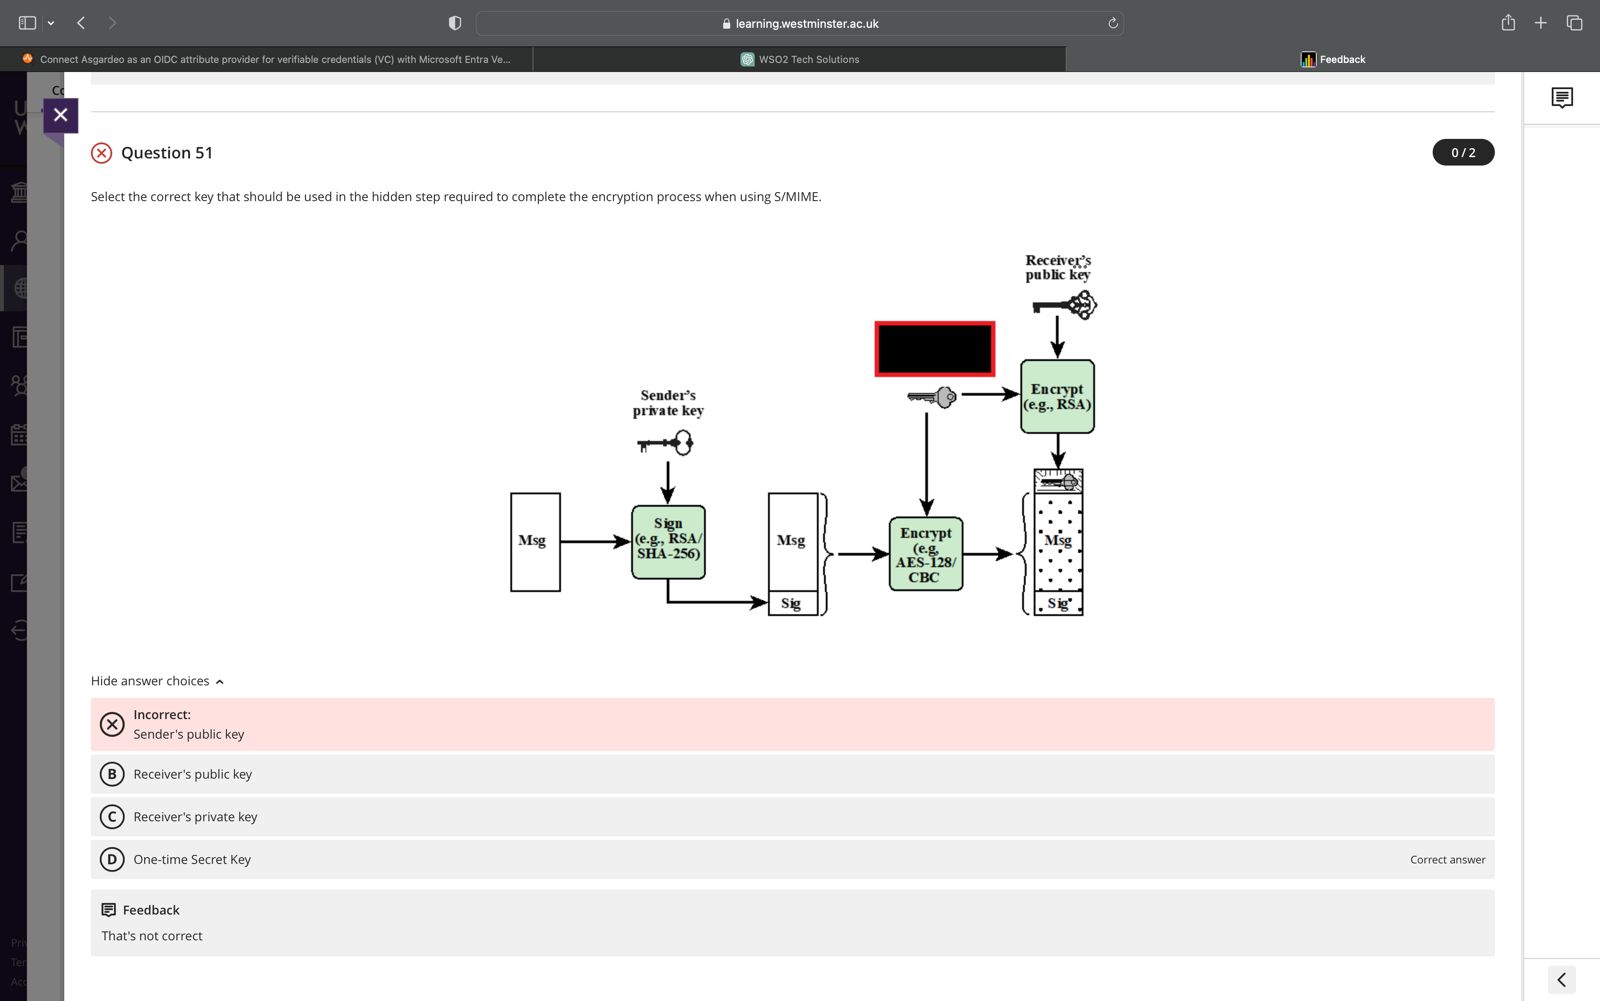 learning.westminster.ac.uk
Connect Asgardeo as an OIDC attribute provider for verifiable credentials (VC) with Microsoft Entra Ve...
WSO2 Tech Solutions
Feedback
Question 51
0 / 2
Select the correct key that should be used in the hidden step required to complete the encryption process when using S/MIME.
Receiver's
public key
Encrypt
(e.g., RSA)
Sender's
private key
Msg
Sign
(e.g., RSA/
SHA-256)
Msg
Sig
Encrypt
(e.g,
AES-128/
CBC
Msg
Sig
Hide answer choices
Incorrect:
Sender's public key
B Receiver's public key
C Receiver's private key
D One-time Secret Key
Correct answer
Feedback
That's not correct